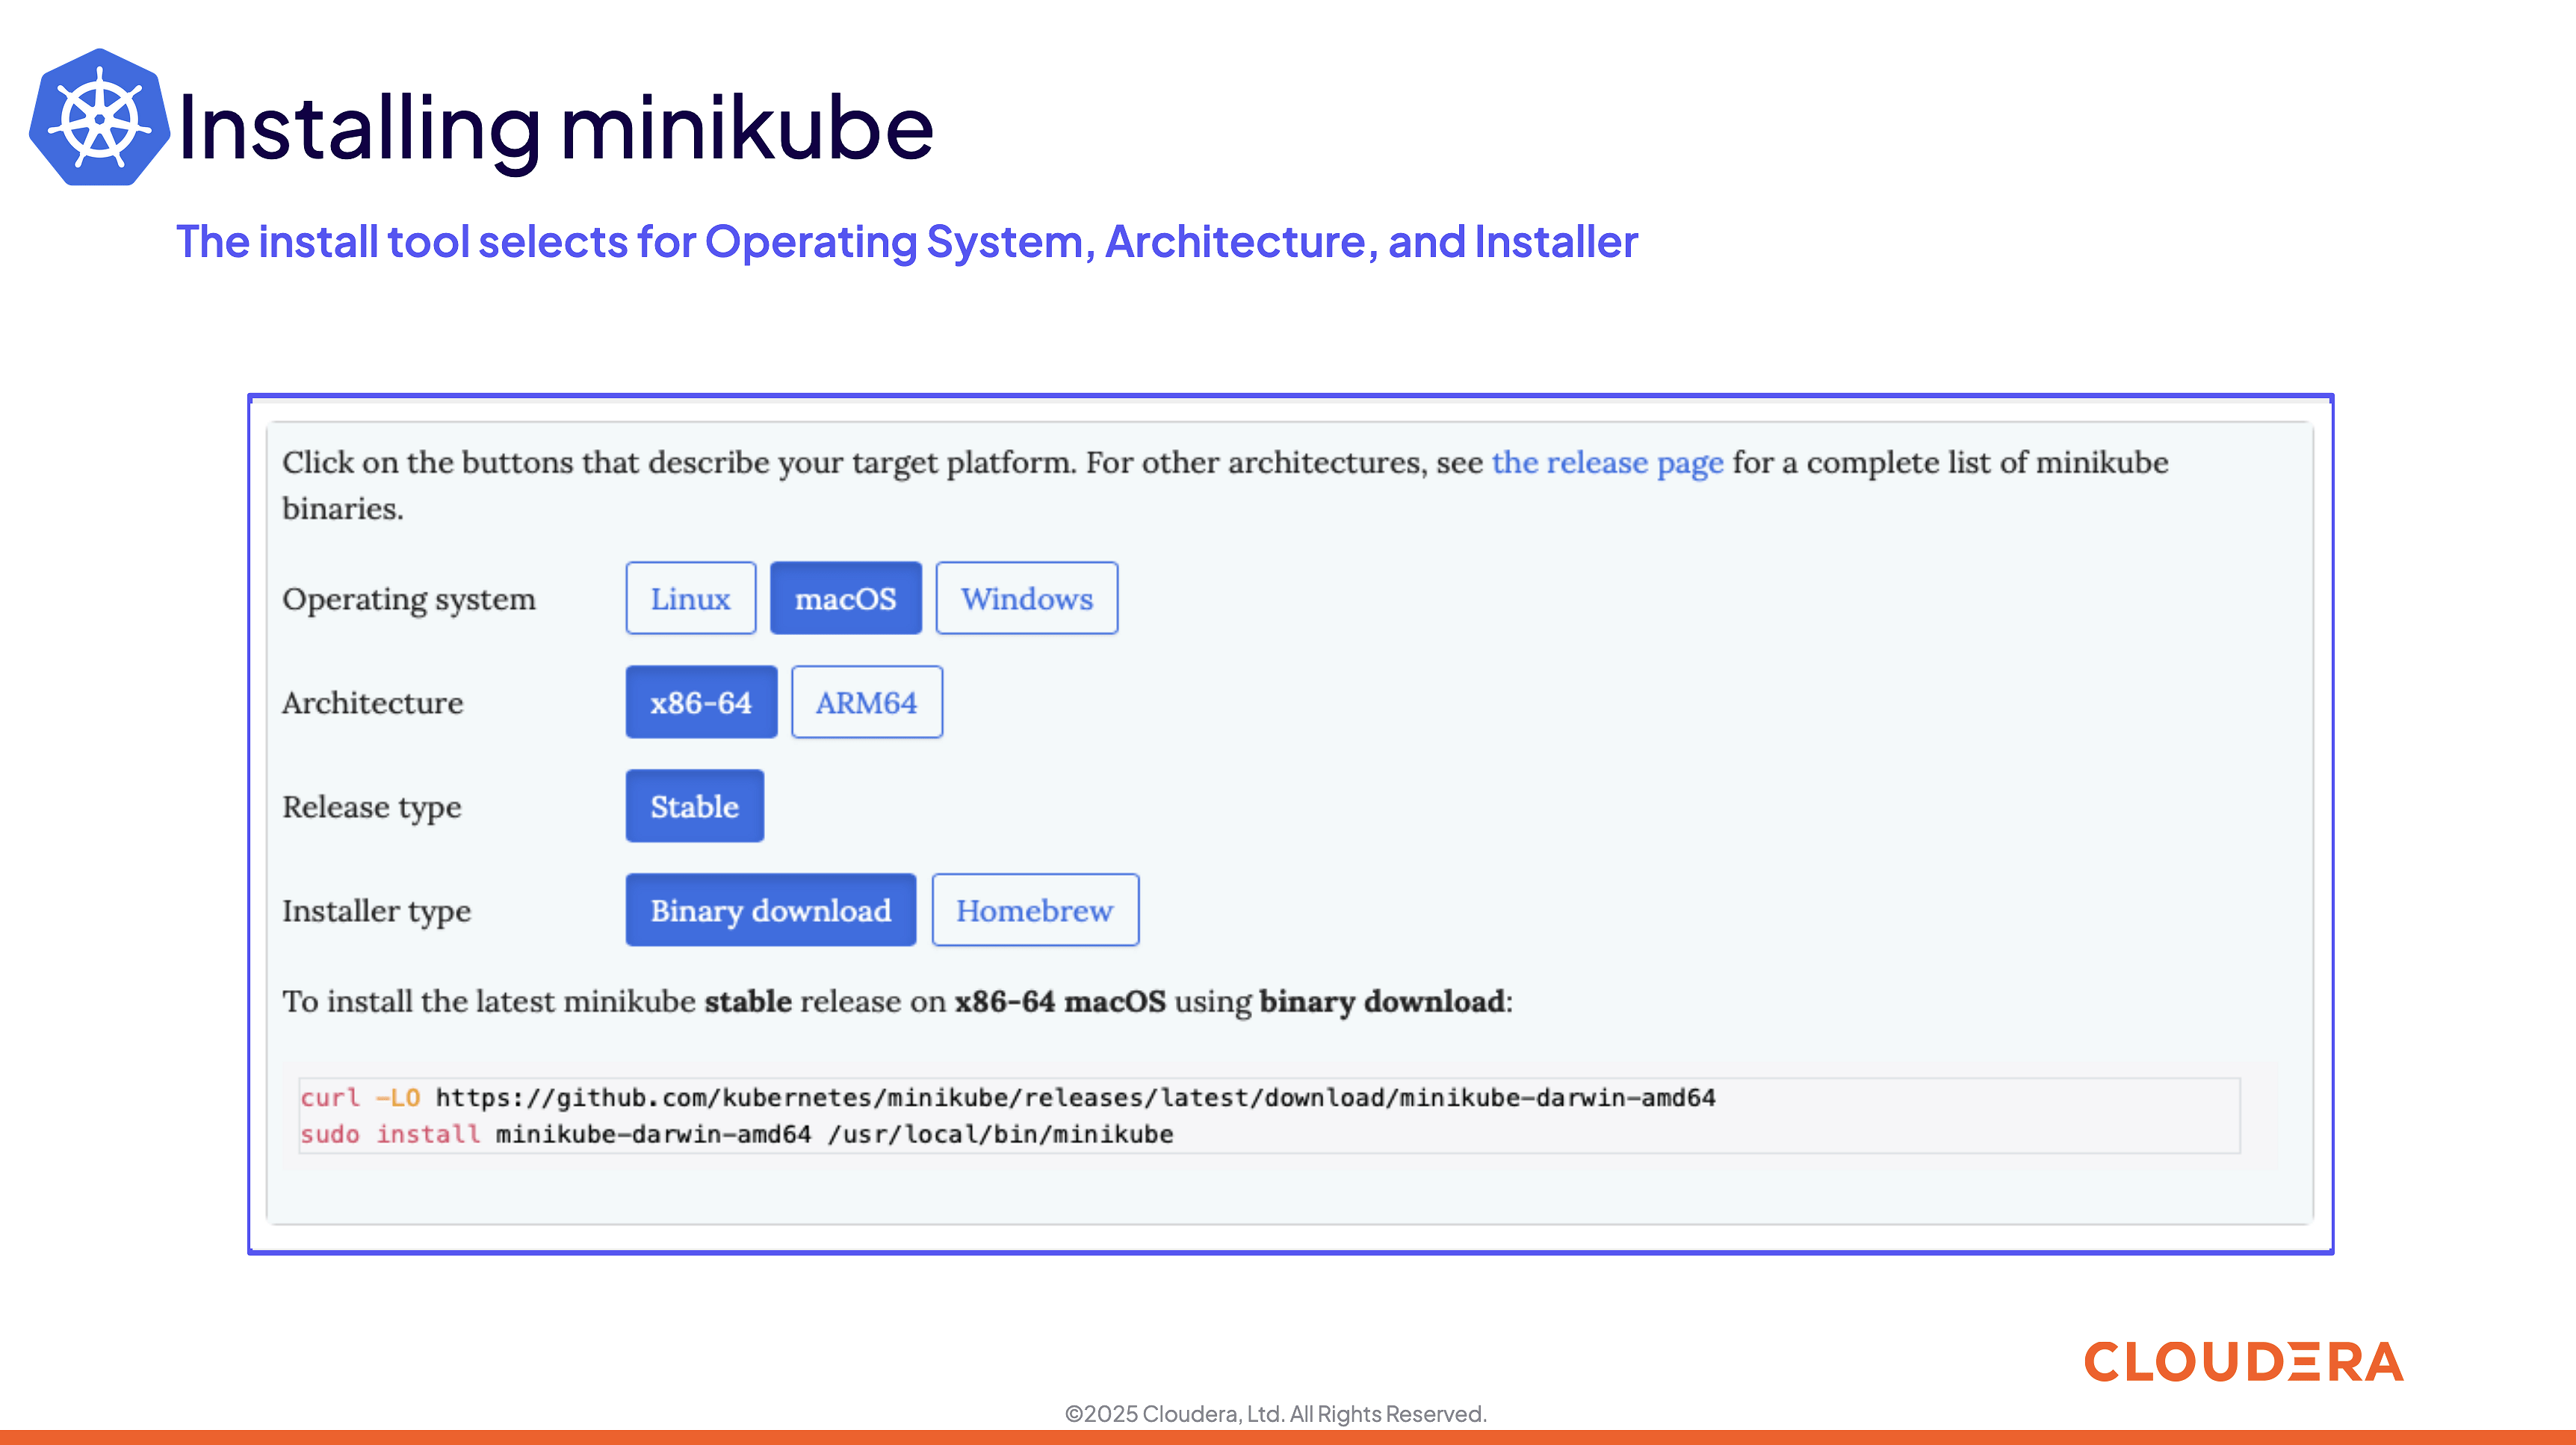 Installing minikube
The install tool selects for Operating System, Architecture, and Installer
Click on the buttons that describe your target platform. For other architectures, see the release page for a complete list of minikube
binaries.
Operating system Linux macOS Windows
Architecture x86-64 ARM64
Release type Stable
Installer type Binary download Homebrew
To install the latest minikube stable release on x86-64 macOS using binary download:
curl -LO https://github.com/kubernetes/minikube/releases/latest/download/minikube-darwin-amd64
sudo install minikube-darwin-amd64 /usr/local/bin/minikube
CLOUDERA
©2025 Cloudera, Ltd. All Rights Reserved.